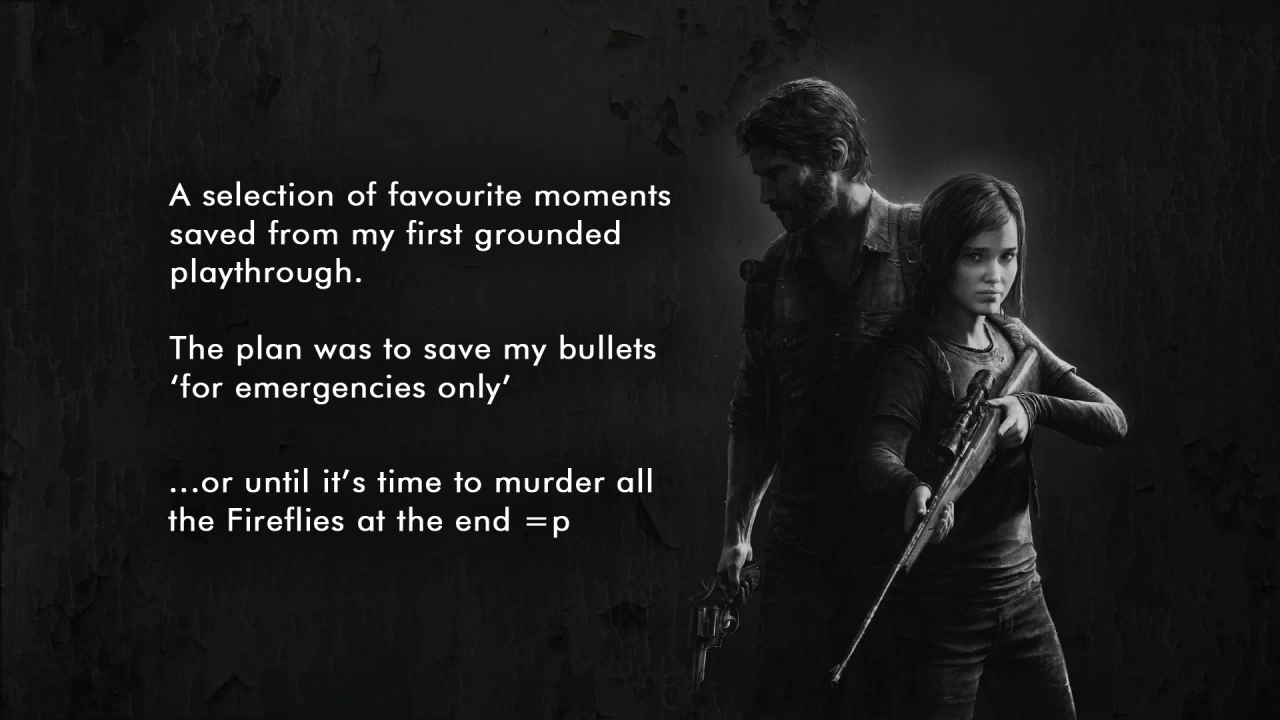 A selection of favourite moments
saved from my first grounded
playthrough.
The plan was to save my bullets
‘for emergencies only’
...or until it’s time to murder all
the Fireflies at the end =p